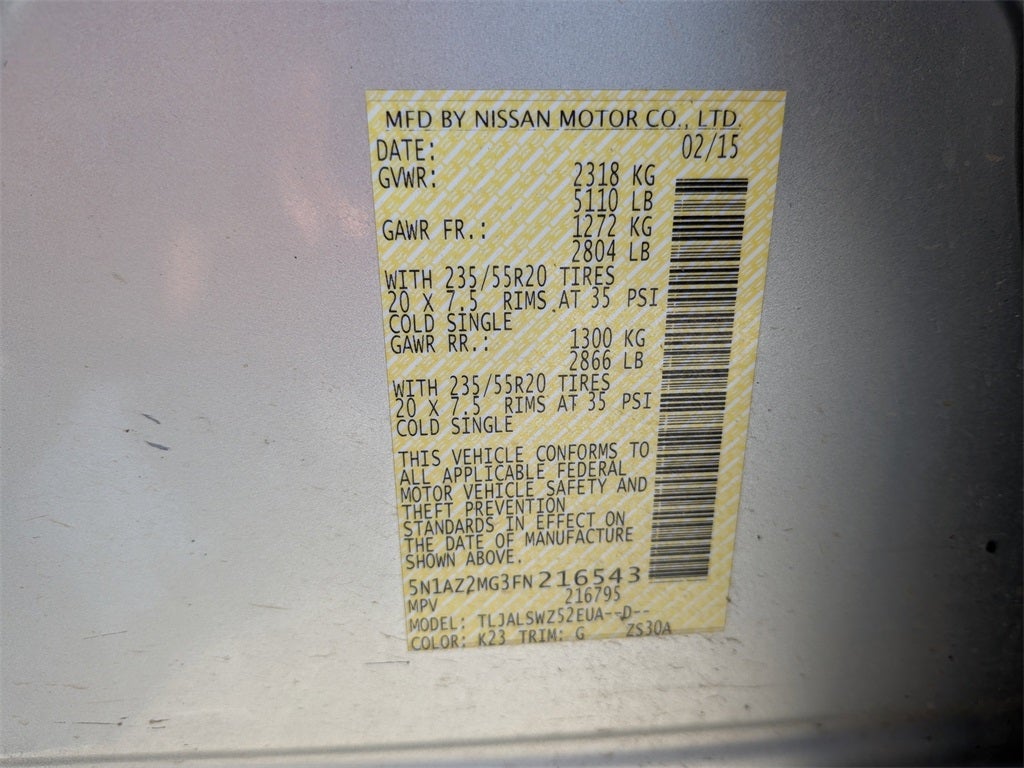 MFD BY NISSAN MOTOR CO., LTD.
DATE: 02/15
GVWR: 2318 KG
5110 LB
GAWR FR.: 1272 KG
2804 LB
WITH 235/55R20 TIRES
20 X 7.5 RIMS AT 35 PSI
COLD SINGLE
GAWR RR.: 1300 KG
2866 LB
WITH 235/55R20 TIRES
20 X 7.5 RIMS AT 35 PSI
COLD SINGLE
THIS VEHICLE CONFORMS TO
ALL APPLICABLE FEDERAL
MOTOR VEHICLE SAFETY AND
THEFT PREVENTION
STANDARDS IN EFFECT ON
THE DATE OF MANUFACTURE
SHOWN ABOVE.
5N1AZ2MG3FN216543
MPV 216795
MODEL: TLJALSWZ52EUA--D--
COLOR: K23 TRIM: G ZS30A